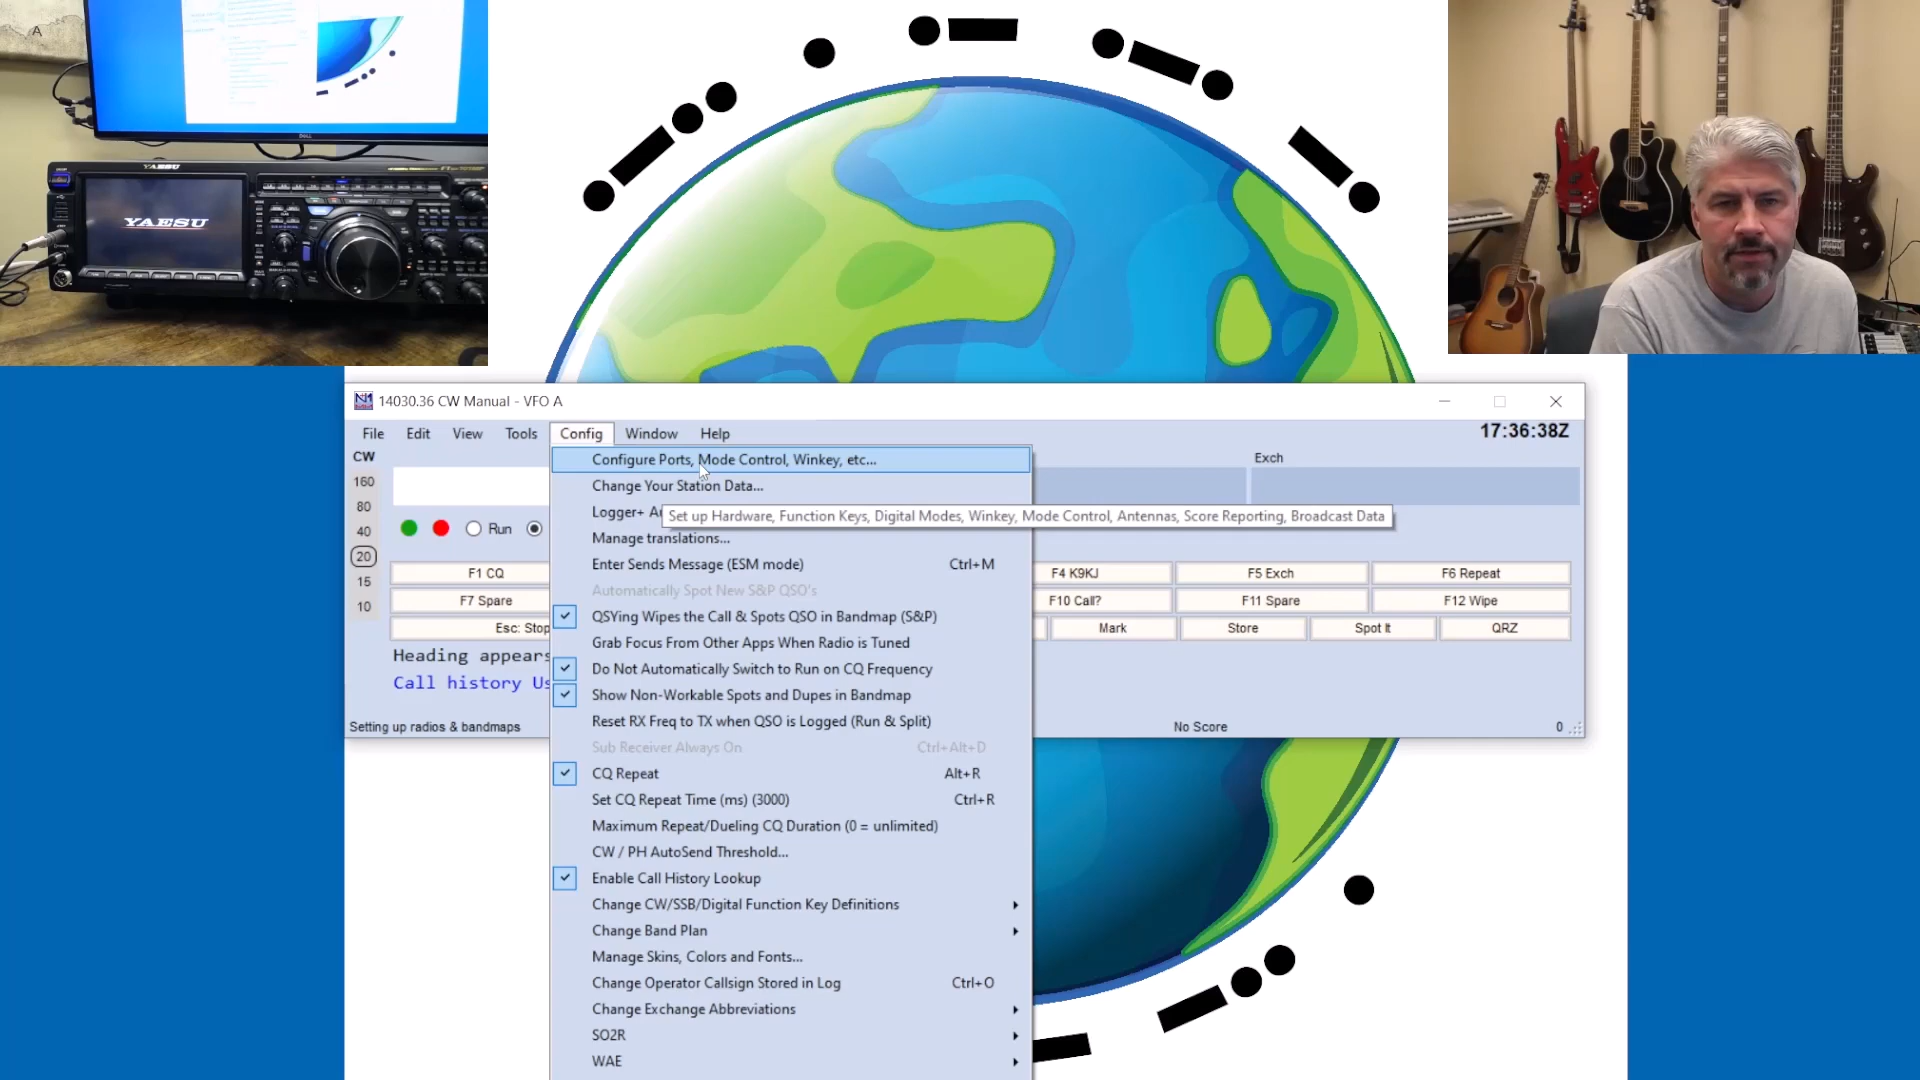 A
DELL
YAESU
YAESU
14030.36 CW Manual - VFO A
File Edit View Tools Config Window Help
17:36:38Z
CW
160
80
40
20
15
10
Run
Exch
Configure Ports, Mode Control, Winkey, etc...
Change Your Station Data...
Logger+ A
Set up Hardware, Function Keys, Digital Modes, Winkey, Mode Control, Antennas, Score Reporting, Broadcast Data
Manage translations...
Enter Sends Message (ESM mode) Ctrl+M
Automatically Spot New S&P QSO's
QSYing Wipes the Call & Spots QSO in Bandmap (S&P)
Grab Focus From Other Apps When Radio is Tuned
Do Not Automatically Switch to Run on CQ Frequency
Show Non-Workable Spots and Dupes in Bandmap
Reset RX Freq to TX when QSO is Logged (Run & Split)
Sub Receiver Always On Ctrl+Alt+D
CQ Repeat Alt+R
Set CQ Repeat Time (ms) (3000) Ctrl+R
Maximum Repeat/Dueling CQ Duration (0 = unlimited)
CW / PH AutoSend Threshold...
Enable Call History Lookup
Change CW/SSB/Digital Function Key Definitions
Change Band Plan
Manage Skins, Colors and Fonts...
Change Operator Callsign Stored in Log Ctrl+O
Change Exchange Abbreviations
SO2R
WAE
F1 CQ F4 K9KJ F5 Exch F6 Repeat
F7 Spare F10 Call? F11 Spare F12 Wipe
Esc: Stop Mark Store Spot It QRZ
Heading appears
Call history Us
Setting up radios & bandmaps No Score 0